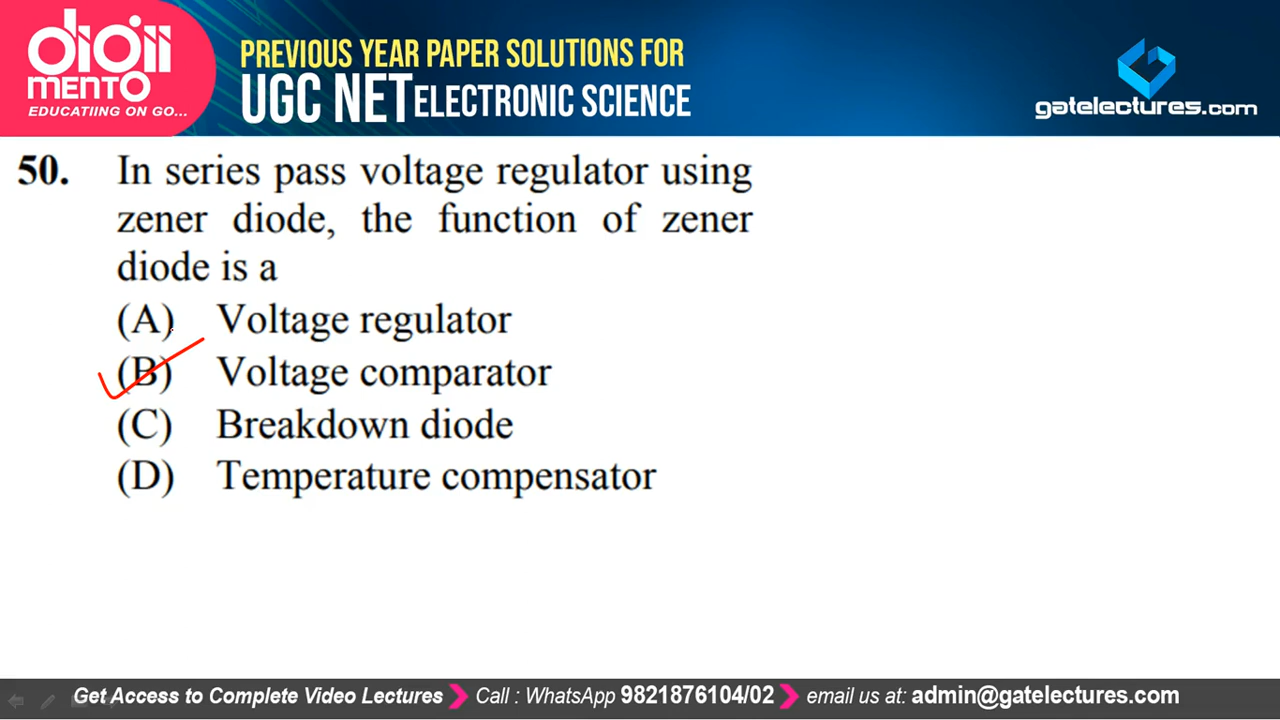 digii
MENTO
EDUCATIING ON GO...
PREVIOUS YEAR PAPER SOLUTIONS FOR
UGC NET ELECTRONIC SCIENCE
gatelectures.com
50. In series pass voltage regulator using
zener diode, the function of zener
diode is a
(A) Voltage regulator
(B) Voltage comparator
(C) Breakdown diode
(D) Temperature compensator
Get Access to Complete Video Lectures Call : WhatsApp 9821876104/02 email us at: admin@gatelectures.com